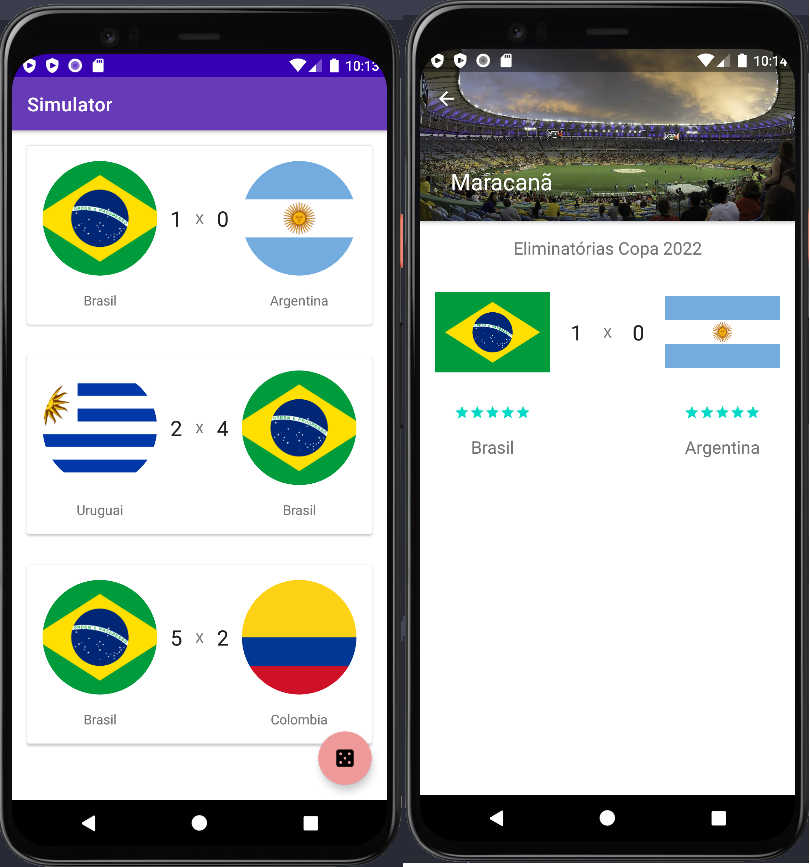 10:13
Simulator
1 x 0
Brasil Argentina
2 x 4
Uruguai Brasil
5 x 2
Brasil Colombia
10:14
Maracanã
Eliminatórias Copa 2022
1 x 0
Brasil Argentina